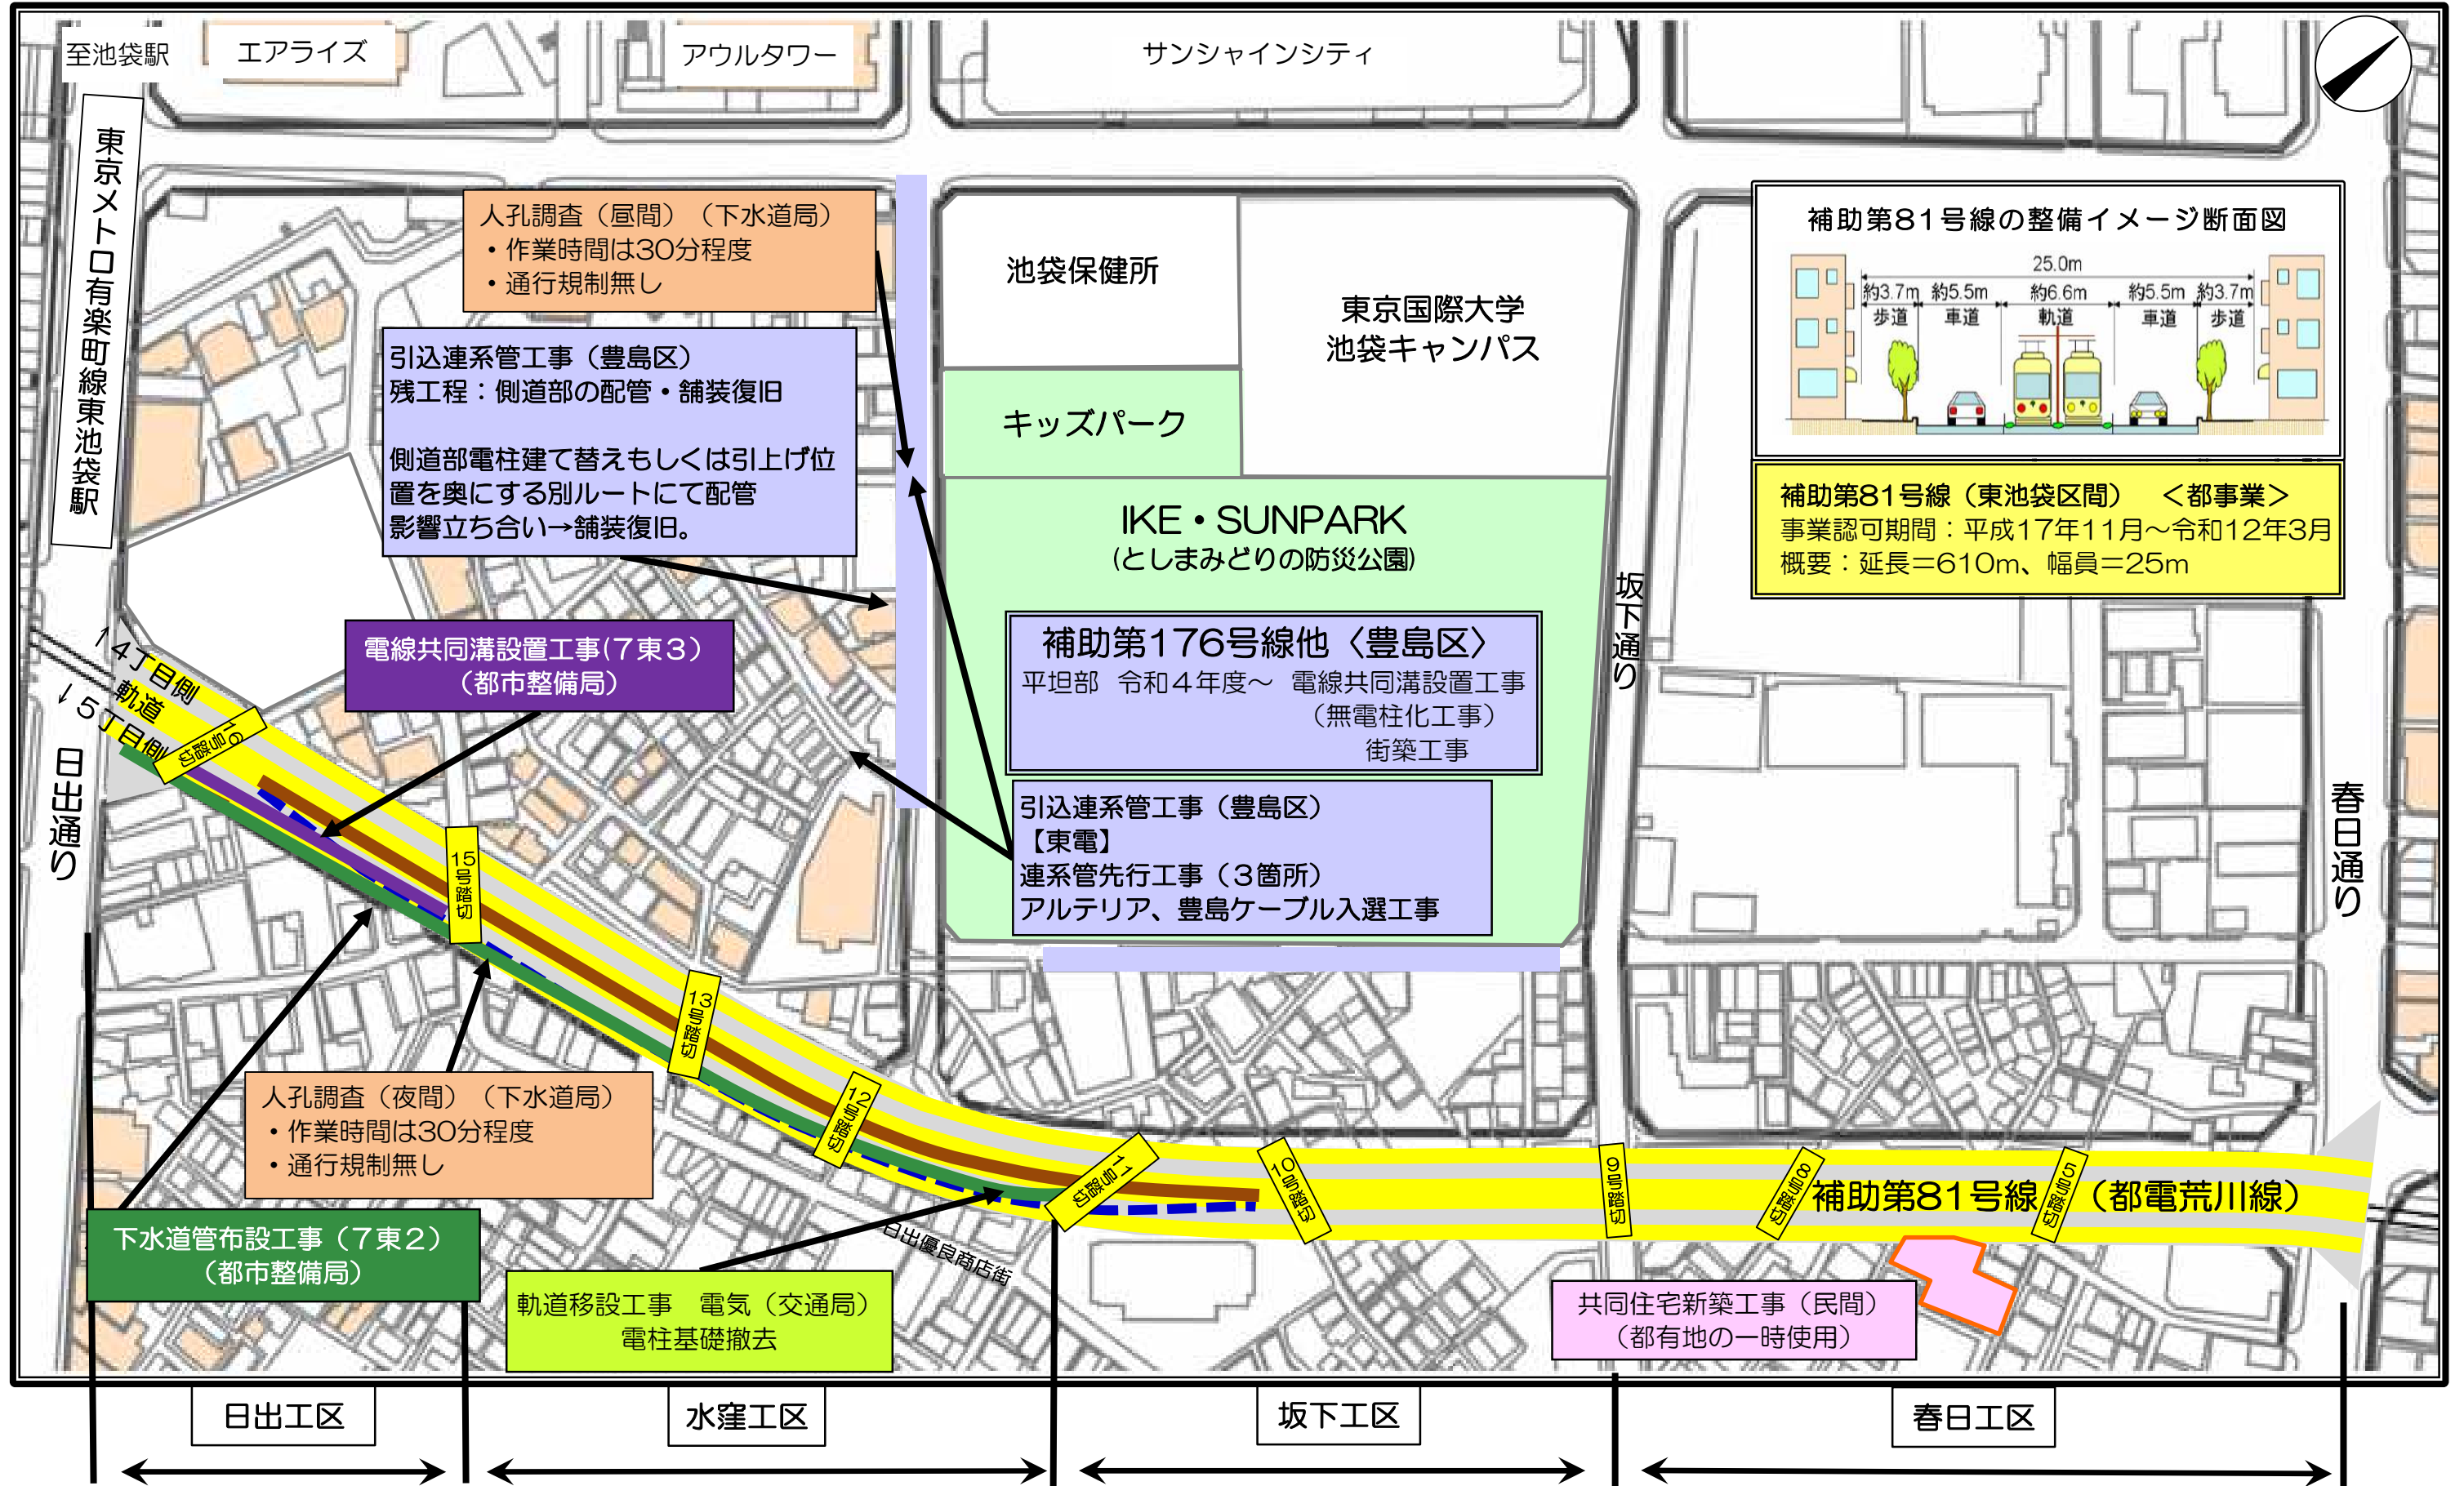 至池袋駅
エアライズ
アウルタワー
サンシャインシティ
東京メトロ有楽町線東池袋駅
人孔調査（昼間）（下水道局）
・作業時間は30分程度
・通行規制無し
引込連系管工事（豊島区）
残工程：側道部の配管・舗装復旧
側道部電柱建て替えもしくは引上げ位
置を奥にする別ルートにて配管
影響立ち合い→舗装復旧。
池袋保健所
東京国際大学
池袋キャンパス
キッズパーク
IKE・SUNPARK
(としまみどりの防災公園)
補助第176号線他〈豊島区〉
平坦部 令和４年度～ 電線共同溝設置工事
（無電柱化工事）
街築工事
引込連系管工事（豊島区）
【東電】
連系管先行工事（３箇所）
アルテリア、豊島ケーブル入選工事
補助第81号線の整備イメージ断面図
25.0m
約3.7m 約5.5m 約6.6m 約5.5m 約3.7m
歩道 車道 軌道 車道 歩道
補助第81号線（東池袋区間） ＜都事業＞
事業認可期間：平成17年11月～令和12年3月
概要：延長＝610m、幅員＝25m
坂下通り
春日通り
日出通り
電線共同溝設置工事(７東３)
（都市整備局）
↑４丁目側
軌道
↓５丁目側
16号踏切
15号踏切
13号踏切
12号踏切
11号踏切
10号踏切
9号踏切
8号踏切
5号踏切
補助第81号線 （都電荒川線）
人孔調査（夜間）（下水道局）
・作業時間は30分程度
・通行規制無し
下水道管布設工事（７東２）
（都市整備局）
日出優良商店街
軌道移設工事 電気（交通局）
電柱基礎撤去
共同住宅新築工事（民間）
（都有地の一時使用）
日出工区
水窪工区
坂下工区
春日工区